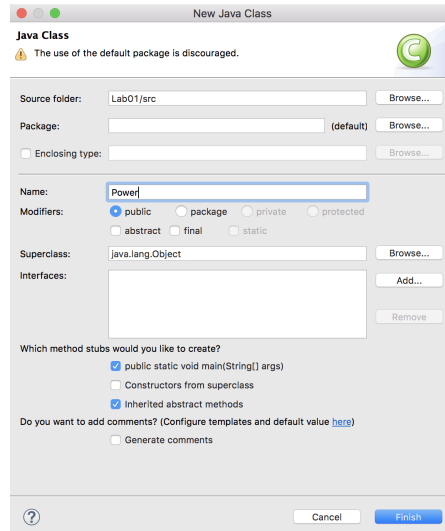 New Java Class
Java Class
The use of the default package is discouraged.
C
Source folder: Lab01/src Browse...
Package: (default) Browse...
Enclosing type: Browse...
Name: Power
Modifiers: public package private protected
abstract final static
Superclass: java.lang.Object Browse...
Interfaces: Add...
Remove
Which method stubs would you like to create?
public static void main(String[] args)
Constructors from superclass
Inherited abstract methods
Do you want to add comments? (Configure templates and default value here)
Generate comments
? Cancel Finish